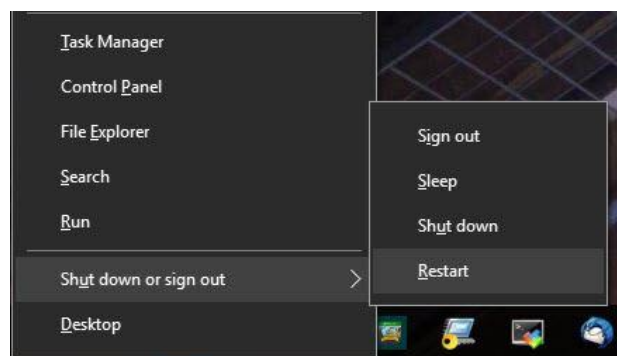 Task Manager
Control Panel
File Explorer
Search
Run
Shut down or sign out
Desktop
Sign out
Sleep
Shut down
Restart